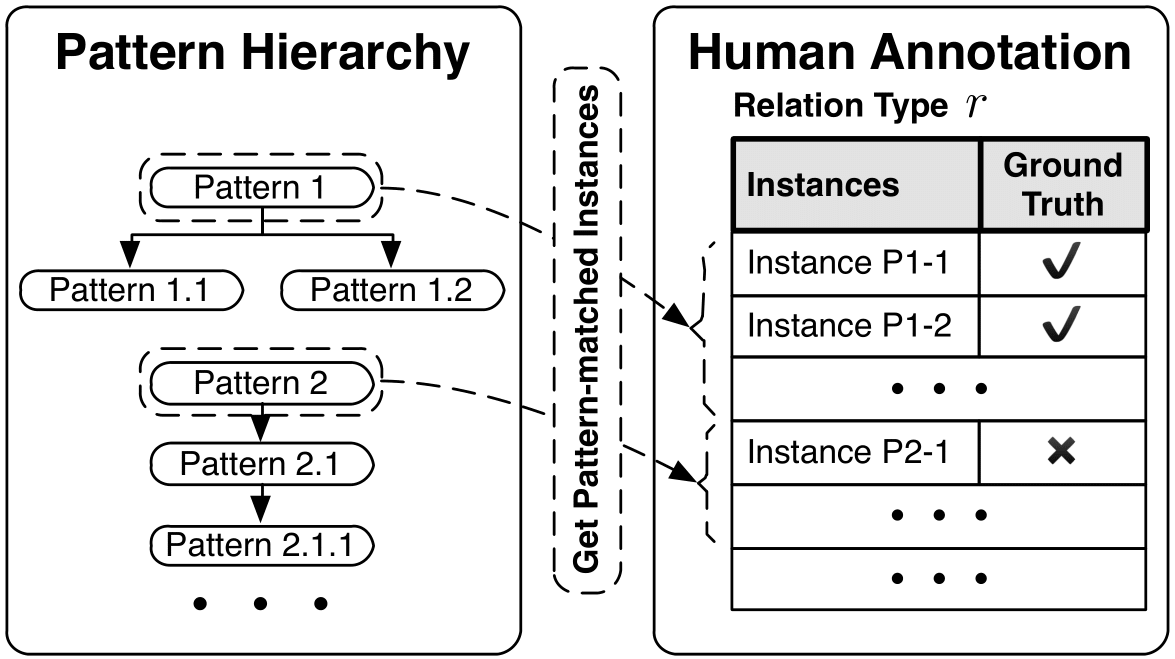 Pattern Hierarchy
Pattern 1
Pattern 1.1
Pattern 1.2
Pattern 2
Pattern 2.1
Pattern 2.1.1
• • •
Get Pattern-matched Instances
Human Annotation
Relation Type r
Instances
Ground
Truth
Instance P1-1 ✔
Instance P1-2 ✔
• • •
Instance P2-1 ✖
• • •
• • •